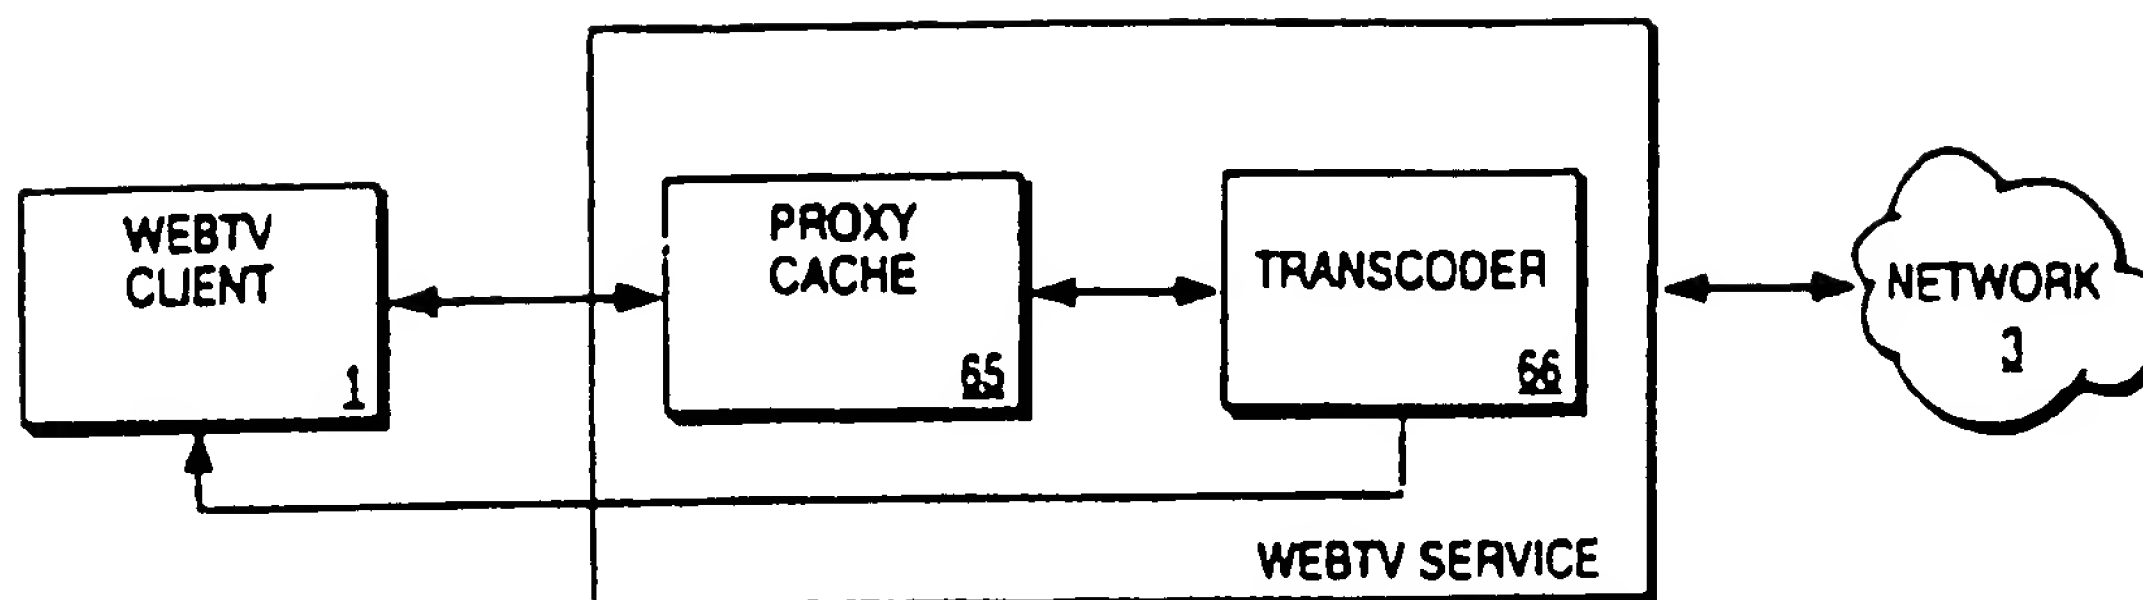 WEBTV
CLIENT
1
PROXY
CACHE
65
TRANSCODER
66
NETWORK
3
WEBTV SERVICE